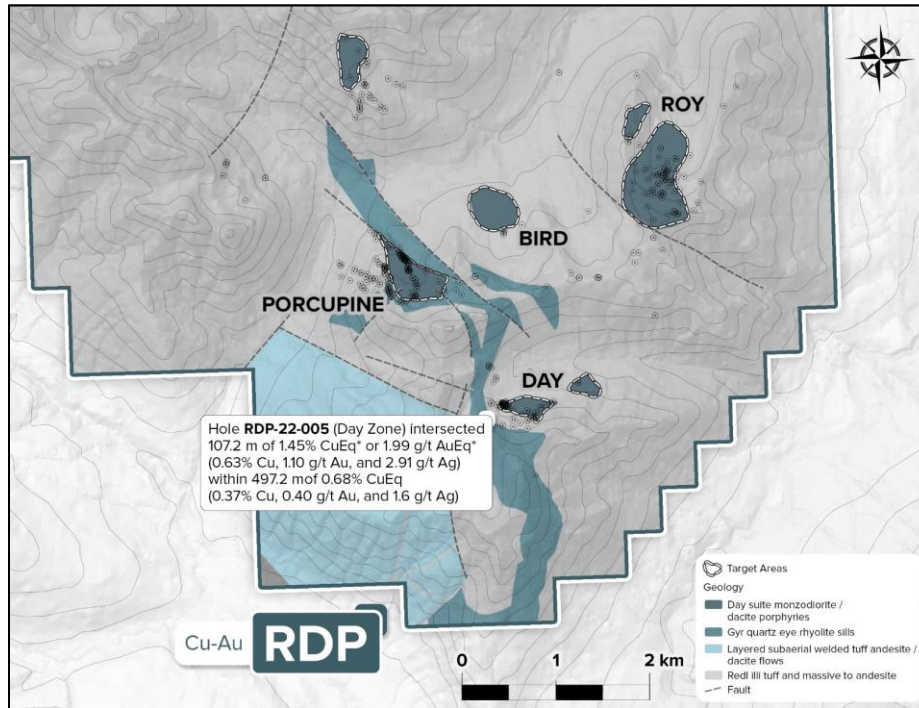 ROY
BIRD
PORCUPINE
DAY
Hole RDP-22-005 (Day Zone) intersected
107.2 m of 1.45% CuEq* or 1.99 g/t AuEq*
(0.63% Cu, 1.10 g/t Au, and 2.91 g/t Ag)
within 497.2 mof 0.68% CuEq
(0.37% Cu, 0.40 g/t Au, and 1.6 g/t Ag)
Target Areas
Geology
Day suite monzodiorite /
dacite porphyries
Gyr quartz eye rhyolite sills
Layered subaerial welded tuff andesite /
dacite flows
Redl illi tuff and massive to andesite
Fault
Cu-Au
RDP
0 1 2 km